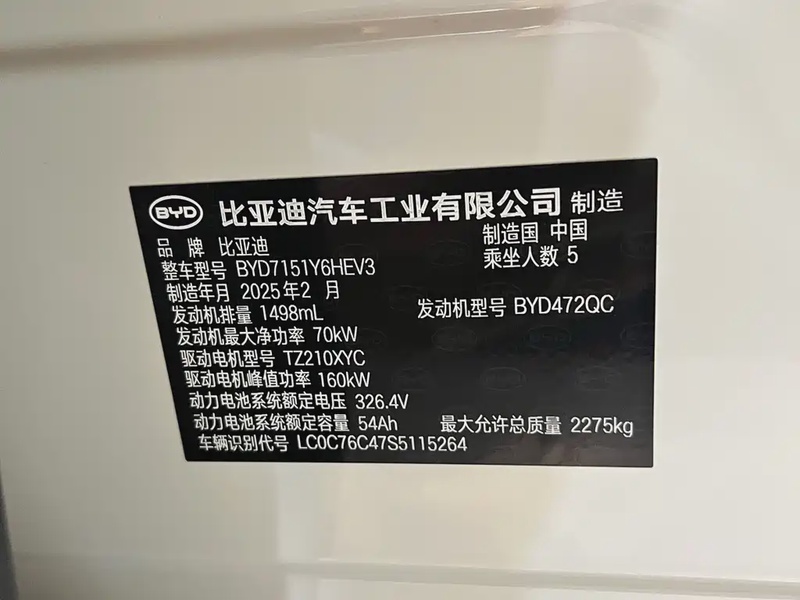 BYD 比亚迪汽车工业有限公司 制造
品 牌 比亚迪 制造国 中国
整车型号 BYD7151Y6HEV3 乘坐人数 5
制造年月 2025年2 月
发动机排量 1498mL 发动机型号 BYD472QC
发动机最大净功率 70kW
驱动电机型号 TZ210XYC
驱动电机峰值功率 160kW
动力电池系统额定电压 326.4V
动力电池系统额定容量 54Ah 最大允许总质量 2275kg
车辆识别代号 LC0C76C47S5115264